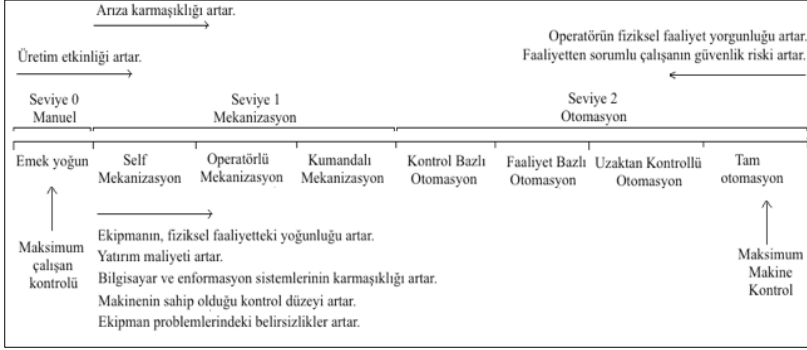 Arıza karmaşıklığı artar.
Operatörün fiziksel faaliyet yorgunluğu artar.
Üretim etkinliği artar.
Faaliyetten sorumlu çalışanın güvenlik riski artar.
Seviye 0
Manuel
Seviye 1
Mekanizasyon
Seviye 2
Otomasyon
Emek yoğun
Self
Mekanizasyon
Operatörlü
Mekanizasyon
Kumandalı
Mekanizasyon
Kontrol Bazlı
Otomasyon
Faaliyet Bazlı
Otomasyon
Uzaktan Kontrollü
Otomasyon
Tam
otomasyon
Maksimum
çalışan
kontrolü
Ekipmanın, fiziksel faaliyetteki yoğunluğu artar.
Yatırım maliyeti artar.
Bilgisayar ve enformasyon sistemlerinin karmaşıklığı artar.
Makinenin sahip olduğu kontrol düzeyi artar.
Ekipman problemlerindeki belirsizlikler artar.
Maksimum
Makine
Kontrol